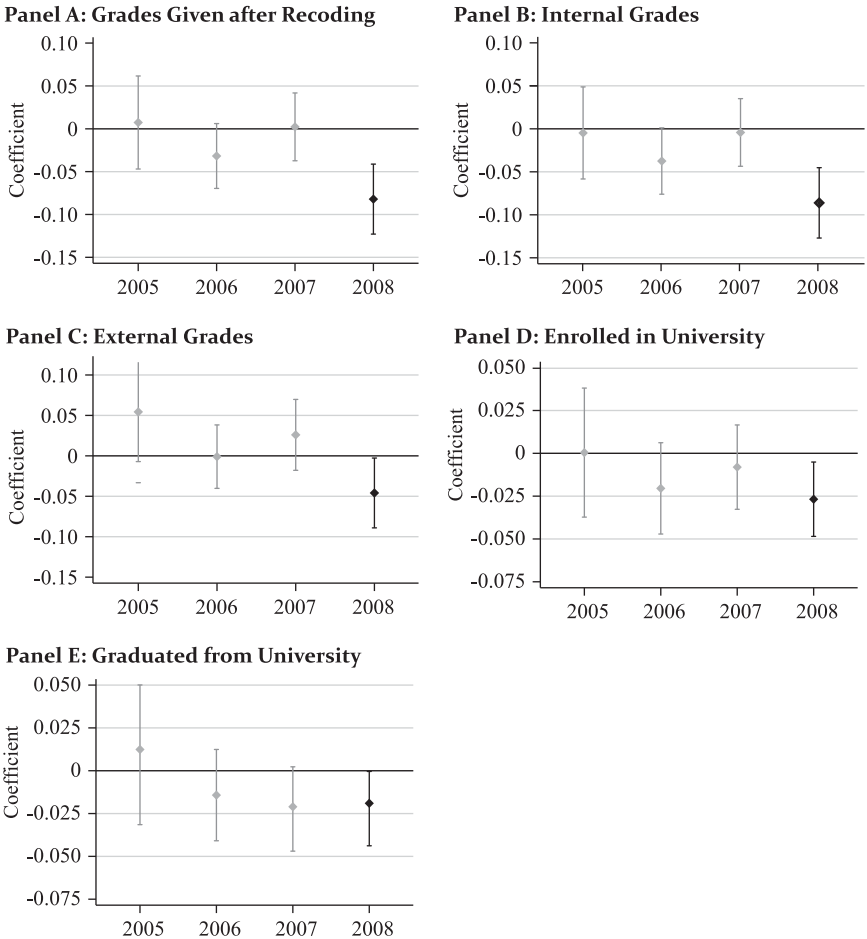 Panel A: Grades Given after Recoding
0.10
0.05
0
-0.05
-0.10
-0.15
Coefficient
2005 2006 2007 2008
Panel B: Internal Grades
0.10
0.05
0
-0.05
-0.10
-0.15
Coefficient
2005 2006 2007 2008
Panel C: External Grades
0.10
0.05
0
-0.05
-0.10
-0.15
Coefficient
2005 2006 2007 2008
Panel D: Enrolled in University
0.050
0.025
0
-0.025
-0.050
-0.075
Coefficient
2005 2006 2007 2008
Panel E: Graduated from University
0.050
0.025
0
-0.025
-0.050
-0.075
Coefficient
2005 2006 2007 2008